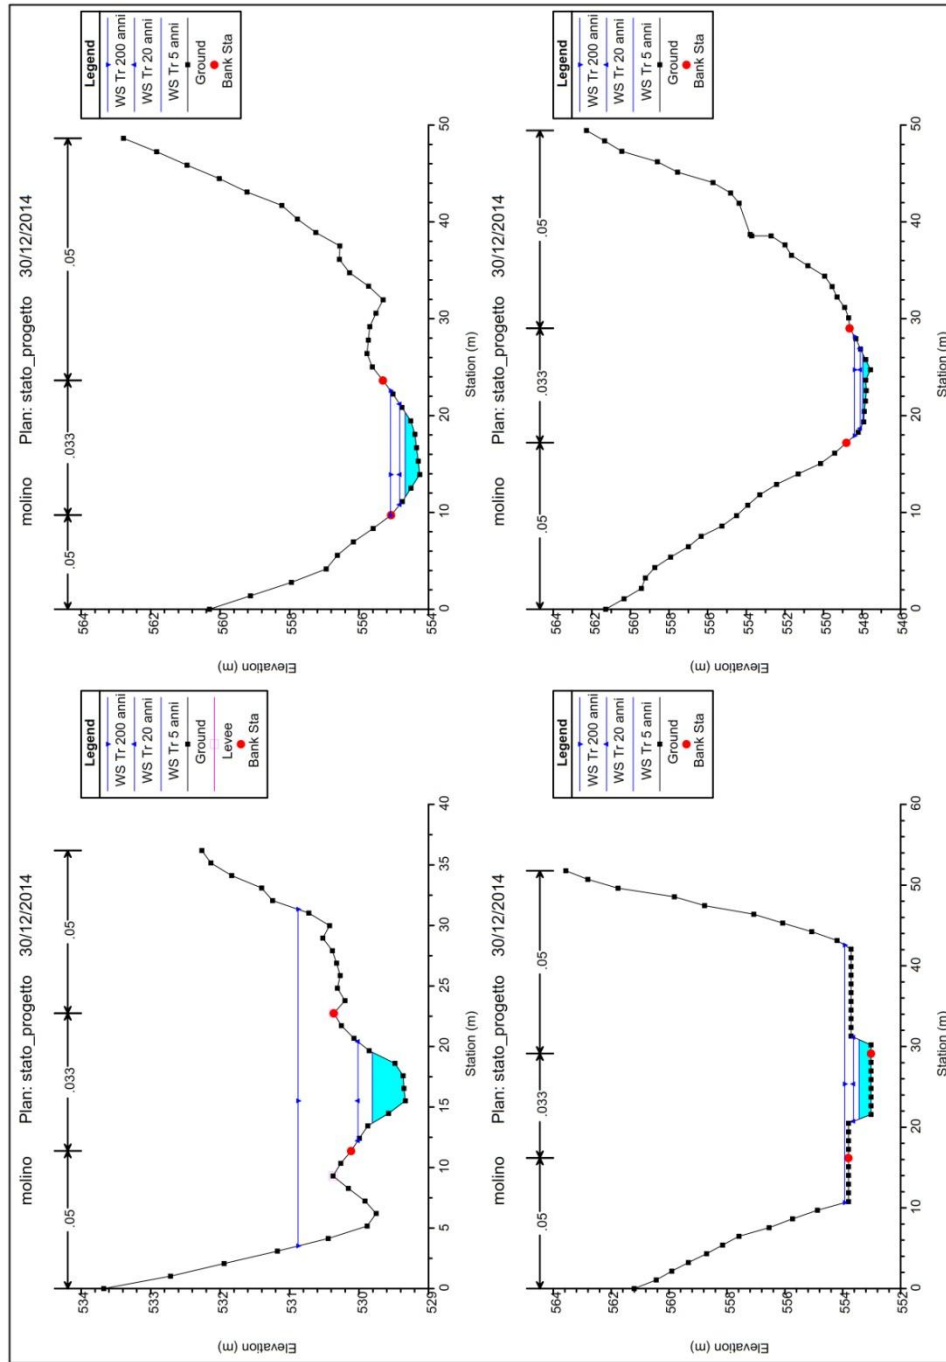 molino Plan: stato_progetto 30/12/2014
.05
.033
.05
Legend
WS Tr 200 anni
WS Tr 20 anni
WS Tr 5 anni
Ground
Levee
Bank Sta
534
533
532
531
530
529
Elevation (m)
0 5 10 15 20 25 30 35 40
Station (m)
molino Plan: stato_progetto 30/12/2014
.05
.033
.05
Legend
WS Tr 200 anni
WS Tr 20 anni
WS Tr 5 anni
Ground
Bank Sta
564
562
560
558
556
554
Elevation (m)
0 10 20 30 40 50
Station (m)
molino Plan: stato_progetto 30/12/2014
.05
.033
.05
Legend
WS Tr 200 anni
WS Tr 20 anni
WS Tr 5 anni
Ground
Bank Sta
564
562
560
558
556
554
552
Elevation (m)
0 10 20 30 40 50 60
Station (m)
molino Plan: stato_progetto 30/12/2014
.05
.033
.05
Legend
WS Tr 200 anni
WS Tr 20 anni
WS Tr 5 anni
Ground
Bank Sta
564
562
560
558
556
554
552
550
548
546
Elevation (m)
0 10 20 30 40 50
Station (m)